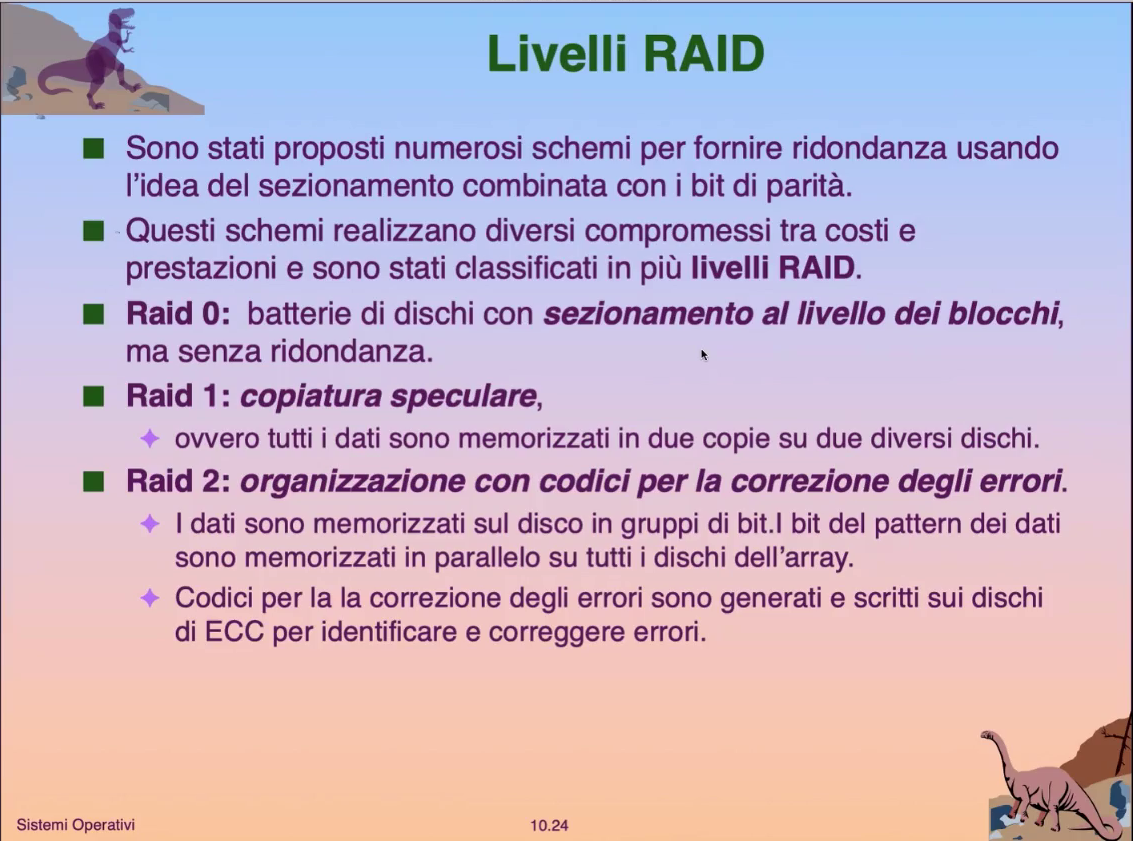 Livelli RAID
Sono stati proposti numerosi schemi per fornire ridondanza usando
l’idea del sezionamento combinata con i bit di parità.
Questi schemi realizzano diversi compromessi tra costi e
prestazioni e sono stati classificati in più livelli RAID.
Raid 0: batterie di dischi con sezionamento al livello dei blocchi,
ma senza ridondanza.
Raid 1: copiatura speculare,
ovvero tutti i dati sono memorizzati in due copie su due diversi dischi.
Raid 2: organizzazione con codici per la correzione degli errori.
I dati sono memorizzati sul disco in gruppi di bit.I bit del pattern dei dati
sono memorizzati in parallelo su tutti i dischi dell’array.
Codici per la la correzione degli errori sono generati e scritti sui dischi
di ECC per identificare e correggere errori.
Sistemi Operativi
10.24